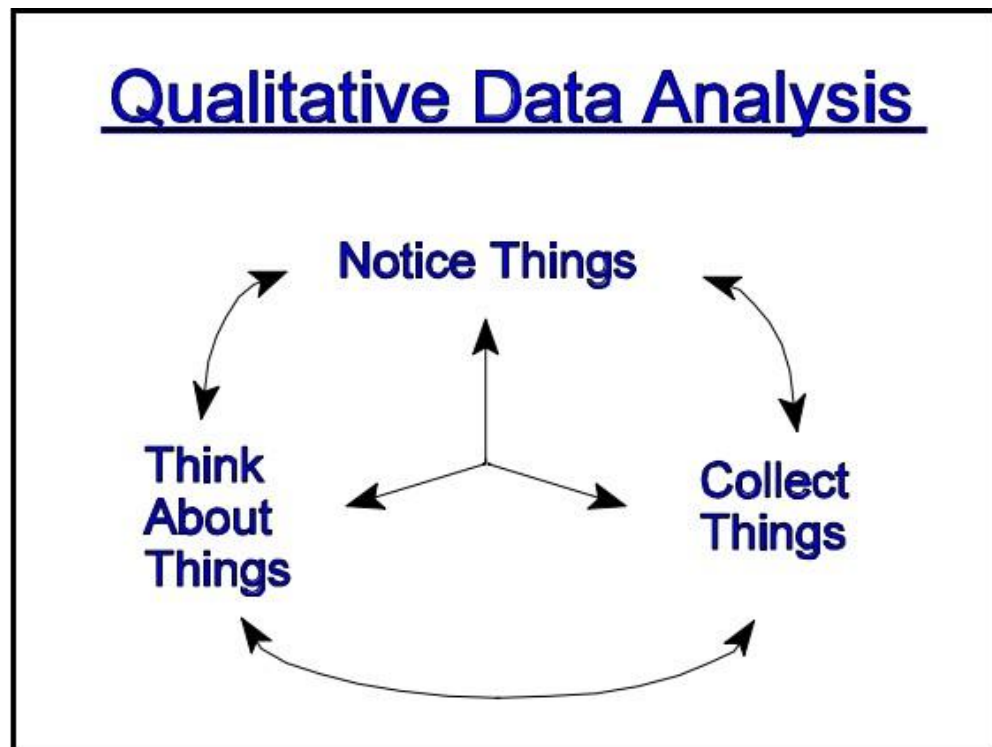 Qualitative Data Analysis
Notice Things
Think
About
Things
Collect
Things